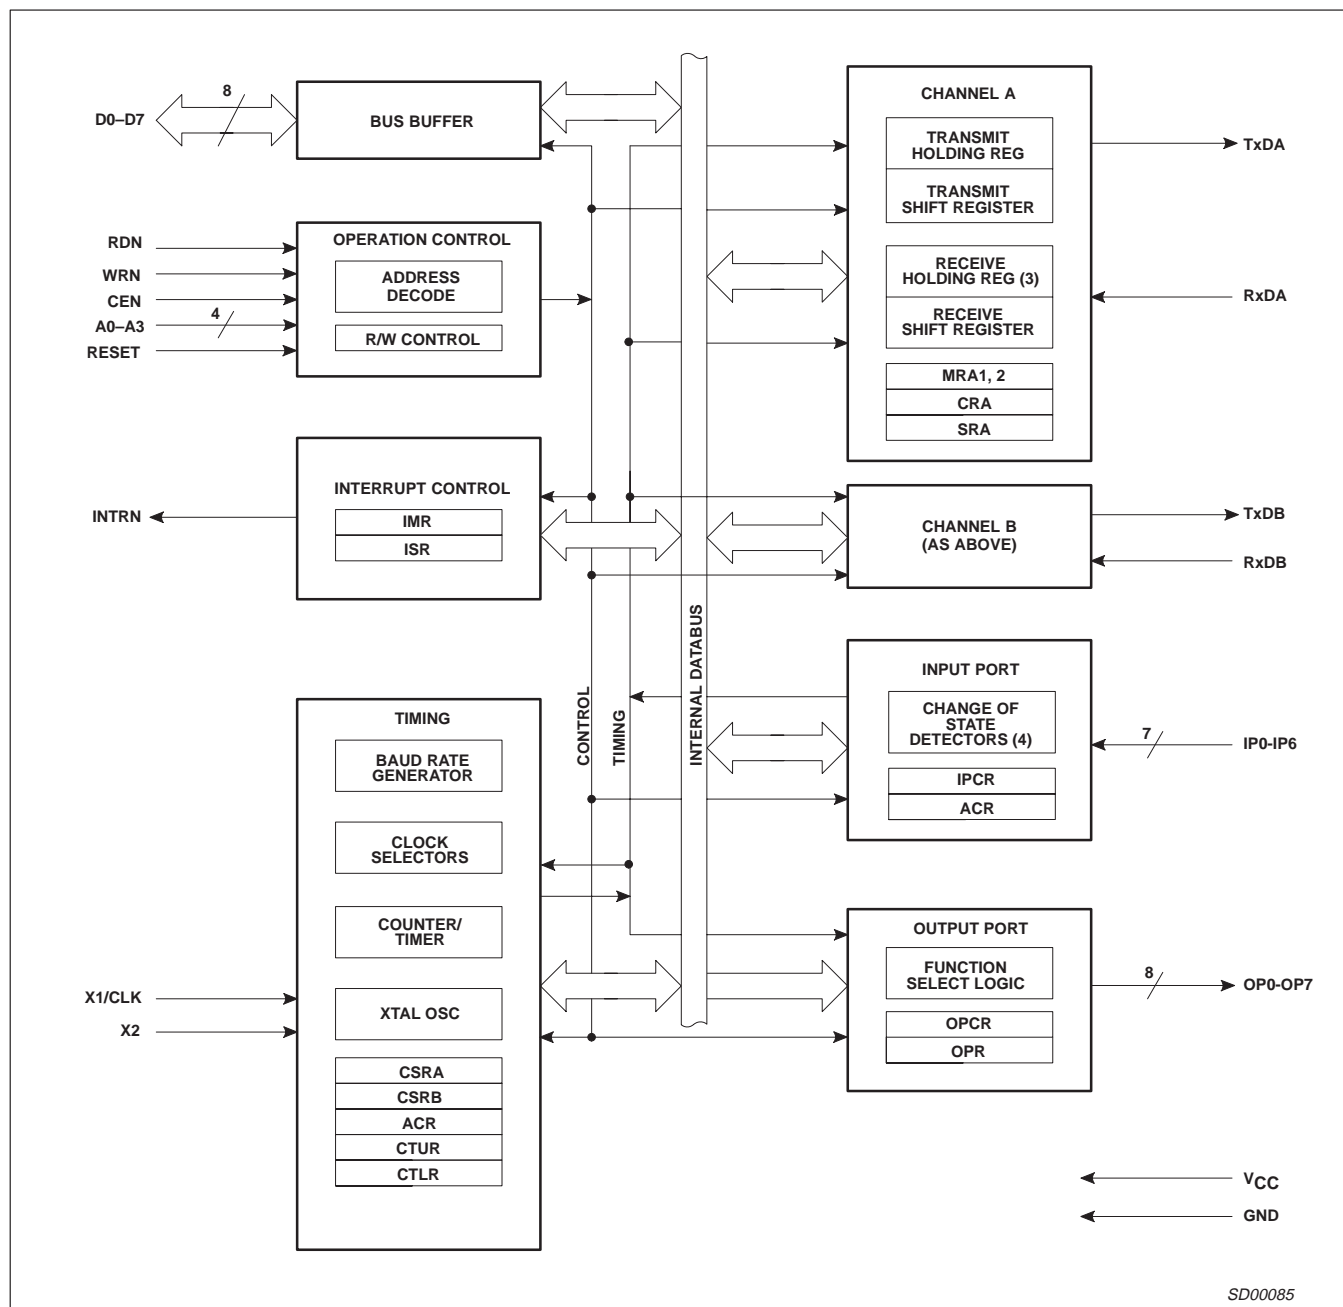 D0–D7
8
BUS BUFFER
RDN
WRN
CEN
A0–A3
4
RESET
OPERATION CONTROL
ADDRESS
DECODE
R/W CONTROL
INTRN
INTERRUPT CONTROL
IMR
ISR
TIMING
BAUD RATE
GENERATOR
CLOCK
SELECTORS
COUNTER/
TIMER
X1/CLK
X2
XTAL OSC
CSRA
CSRB
ACR
CTUR
CTLR
CONTROL
TIMING
INTERNAL DATABUS
CHANNEL A
TRANSMIT
HOLDING REG
TRANSMIT
SHIFT REGISTER
RECEIVE
HOLDING REG (3)
RECEIVE
SHIFT REGISTER
MRA1, 2
CRA
SRA
TxDA
RxDA
CHANNEL B
(AS ABOVE)
TxDB
RxDB
INPUT PORT
CHANGE OF
STATE
DETECTORS (4)
IPCR
ACR
7
IP0-IP6
OUTPUT PORT
FUNCTION
SELECT LOGIC
OPCR
OPR
8
OP0-OP7
VCC
GND
SD00085